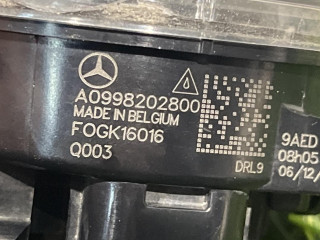 A0998202800
MADE IN BELGIUM
FOGK16016
Q003
DRL9
9AED
08h05
06/12/